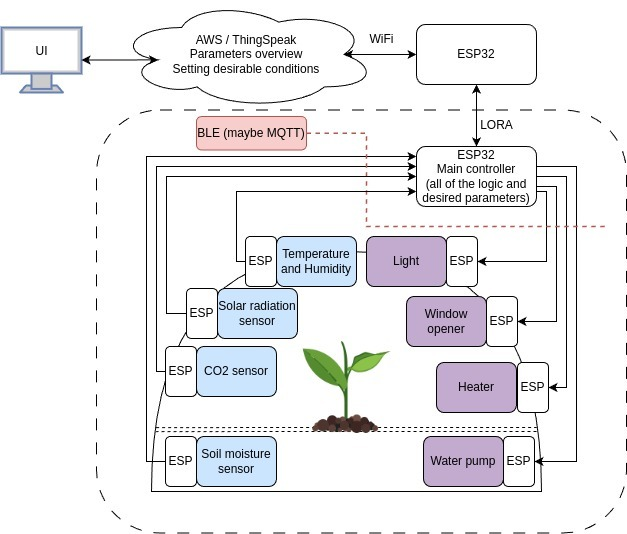 UI
AWS / ThingSpeak
Parameters overview
Setting desirable conditions
WiFi
ESP32
LORA
BLE (maybe MQTT)
ESP32
Main controller
(all of the logic and
desired parameters)
ESP
Temperature
and Humidity
Light
ESP
ESP
Solar radiation
sensor
Window
opener
ESP
ESP
CO2 sensor
Heater
ESP
ESP
Soil moisture
sensor
Water pump
ESP